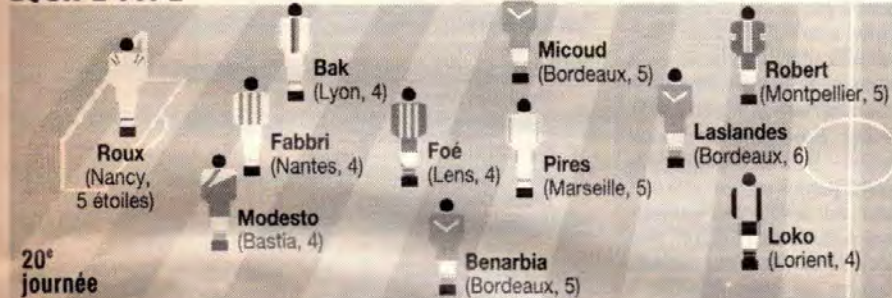 Roux
(Nancy,
5 étoiles)
Bak
(Lyon, 4)
Fabbri
(Nantes, 4)
Modesto
(Bastia, 4)
Foé
(Lens, 4)
Micoud
(Bordeaux, 5)
Pires
(Marseille, 5)
Benarbia
(Bordeaux, 5)
Robert
(Montpellier, 5)
Laslandes
(Bordeaux, 6)
Loko
(Lorient, 4)
20e
journée